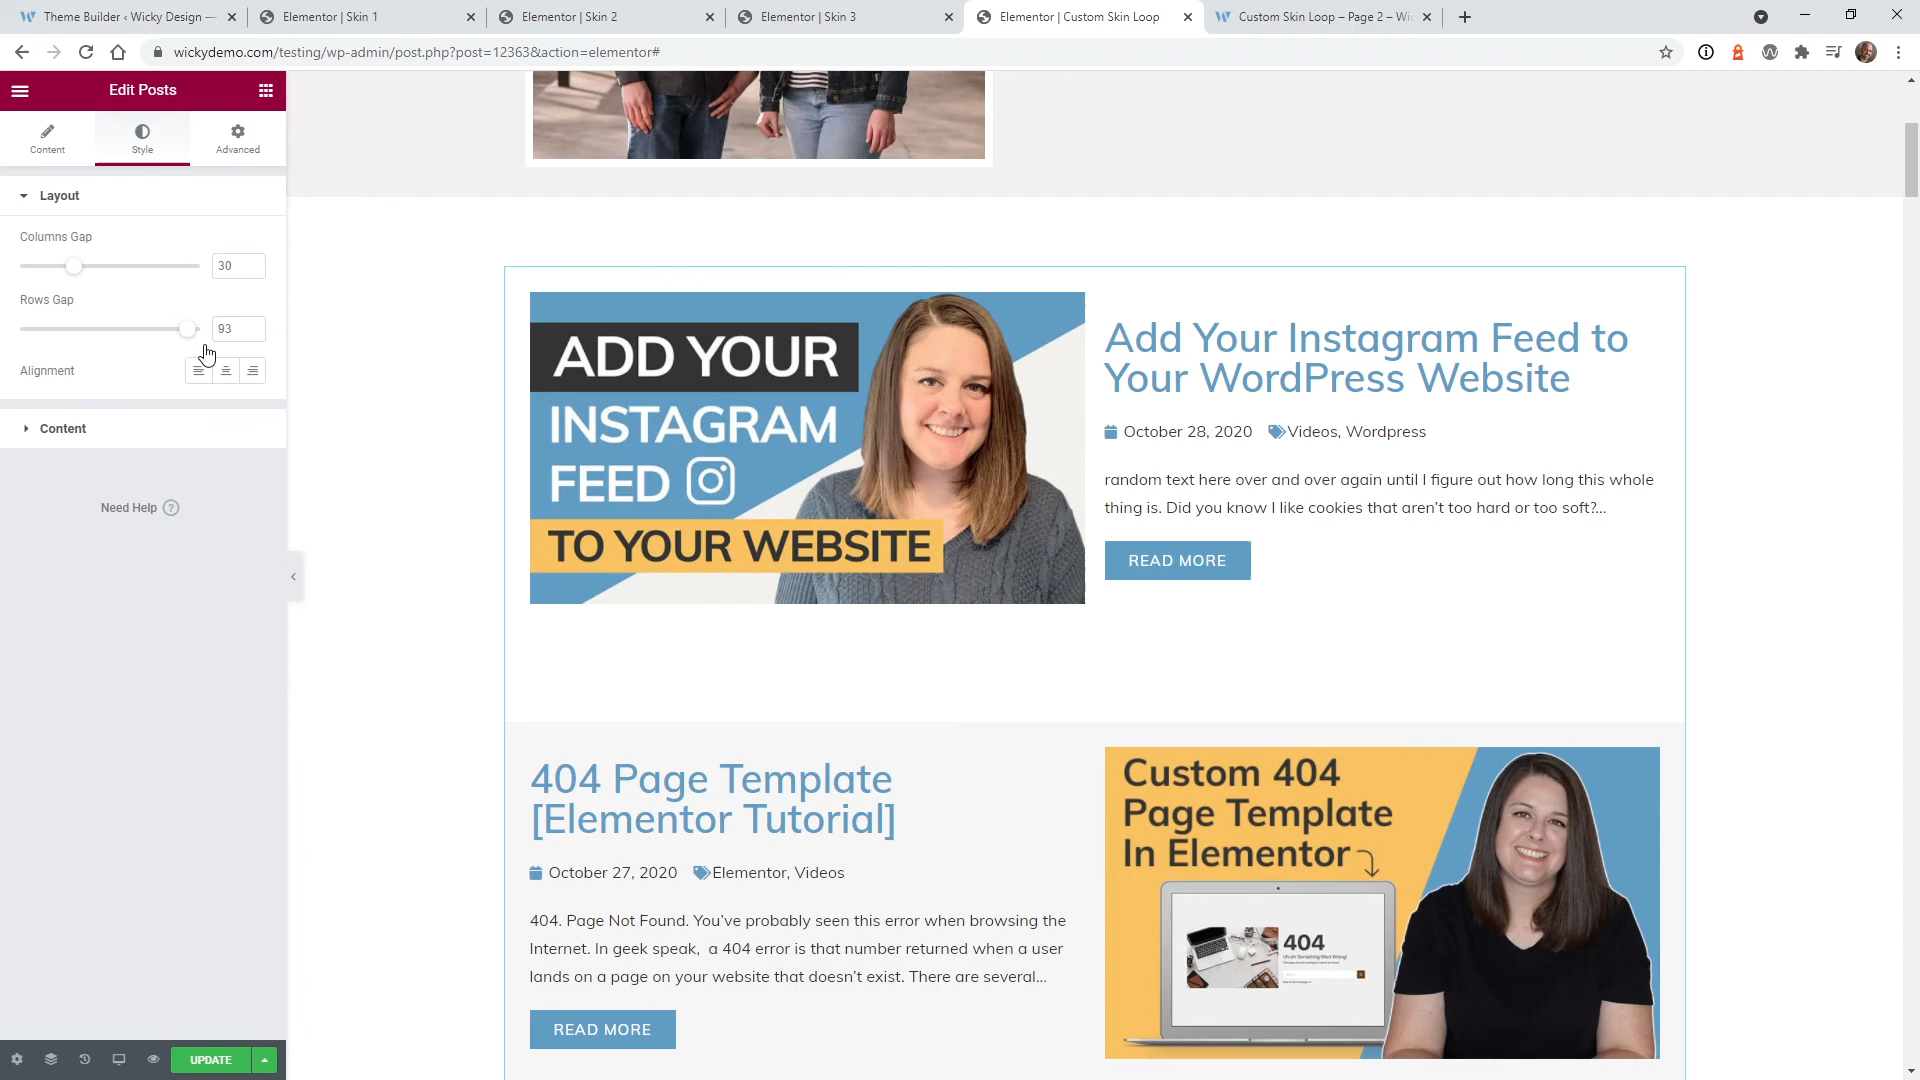 Theme Builder ‹ Wicky Design —
Elementor | Skin 1
Elementor | Skin 2
Elementor | Skin 3
Elementor | Custom Skin Loop
Custom Skin Loop – Page 2 – Wi
wickydemo.com/testing/wp-admin/post.php?post=12363&action=elementor#
Edit Posts
Content
Style
Advanced
Layout
Columns Gap
30
Rows Gap
93
Alignment
Content
Need Help ?
UPDATE
ADD YOUR
INSTAGRAM
FEED
TO YOUR WEBSITE
Add Your Instagram Feed to
Your WordPress Website
October 28, 2020 Videos, Wordpress
random text here over and over again until I figure out how long this whole
thing is. Did you know I like cookies that aren't too hard or too soft?...
READ MORE
404 Page Template
[Elementor Tutorial]
October 27, 2020 Elementor, Videos
404. Page Not Found. You've probably seen this error when browsing the
Internet. In geek speak, a 404 error is that number returned when a user
lands on a page on your website that doesn't exist. There are several...
READ MORE
Custom 404
Page Template
In Elementor
404